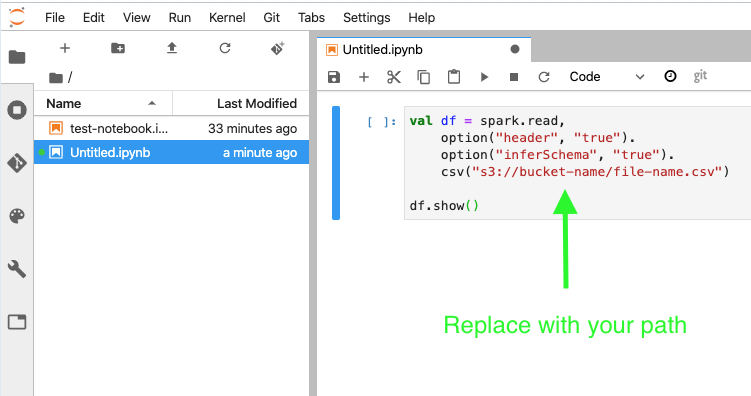 File Edit View Run Kernel Git Tabs Settings Help
/
Name Last Modified
test-notebook.i... 33 minutes ago
Untitled.ipynb a minute ago
Untitled.ipynb
Code git
[ ]: val df = spark.read,
option("header", "true").
option("inferSchema", "true").
csv("s3://bucket-name/file-name.csv")
df.show()
Replace with your path